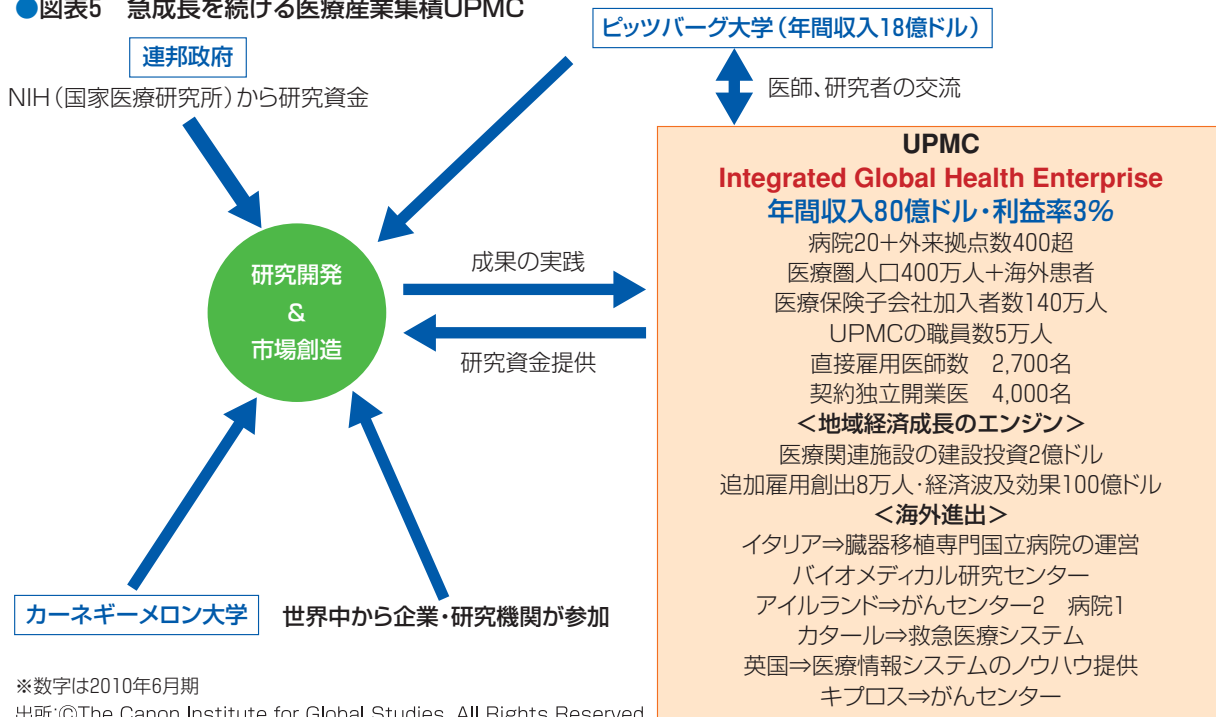 ●図表5　急成長を続ける医療産業集積UPMC
連邦政府
NIH（国家医療研究所）から研究資金
ピッツバーグ大学（年間収入18億ドル）
医師、研究者の交流
研究開発
&
市場創造
成果の実践
研究資金提供
カーネギーメロン大学
世界中から企業・研究機関が参加
UPMC
Integrated Global Health Enterprise
年間収入80億ドル・利益率3%
病院20＋外来拠点数400超
医療圏人口400万人＋海外患者
医療保険子会社加入者数140万人
UPMCの職員数5万人
直接雇用医師数　2,700名
契約独立開業医　4,000名
＜地域経済成長のエンジン＞
医療関連施設の建設投資2億ドル
追加雇用創出8万人・経済波及効果100億ドル
＜海外進出＞
イタリア⇒臓器移植専門国立病院の運営
バイオメディカル研究センター
アイルランド⇒がんセンター2　病院1
カタール⇒救急医療システム
英国⇒医療情報システムのノウハウ提供
キプロス⇒がんセンター
※数字は2010年6月期
出所:©The Canon Institute for Global Studies. All Rights Reserved